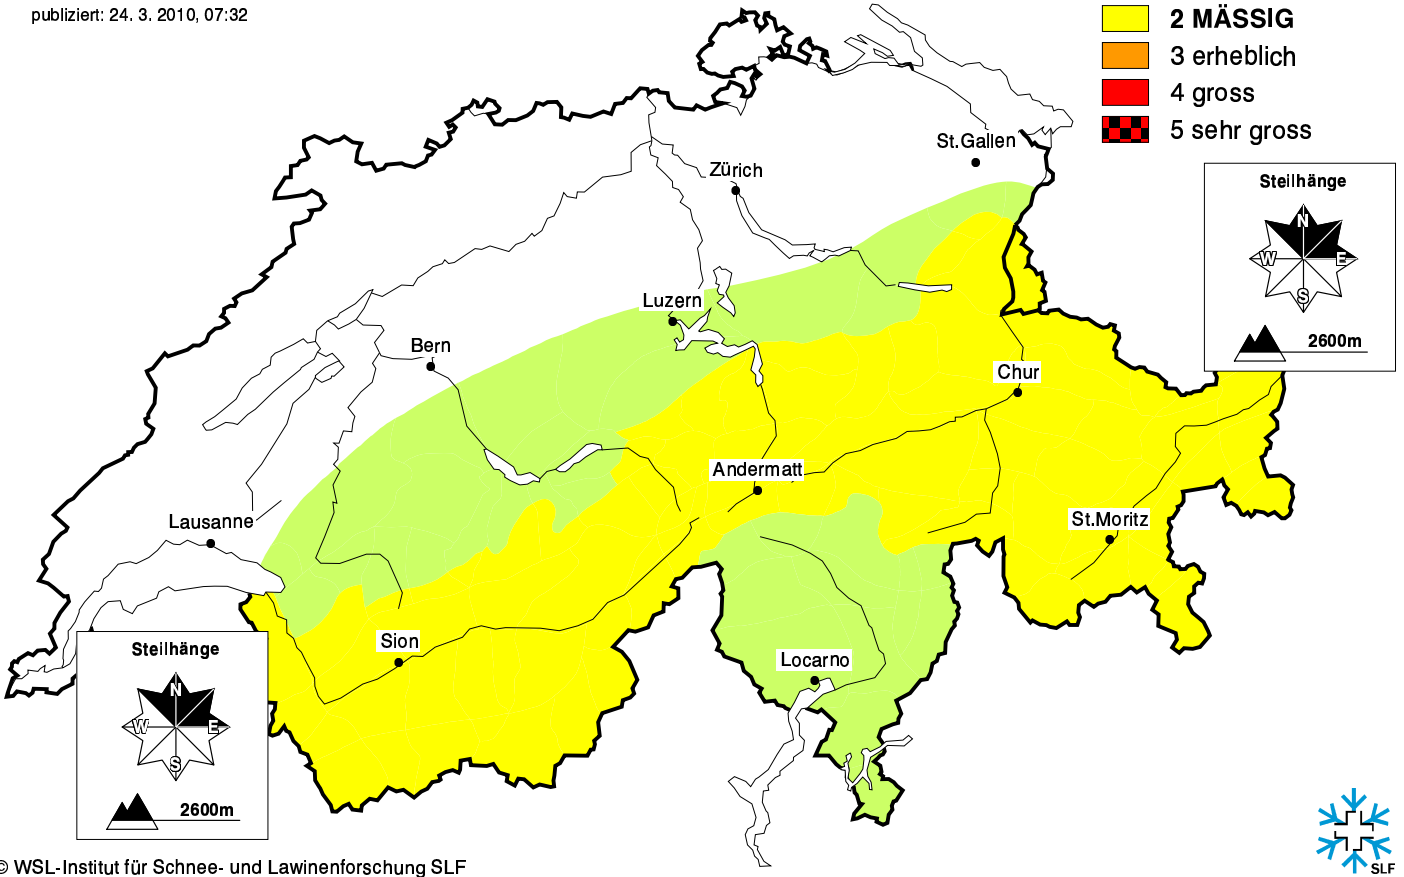 publiziert: 24. 3. 2010, 07:32
2 MÄSSIG
3 erheblich
4 gross
5 sehr gross
St.Gallen
Zürich
Steilhänge
N
W E
S
2600m
Luzern
Bern
Chur
Andermatt
Lausanne
St.Moritz
Sion
Locarno
Steilhänge
N
W E
S
2600m
© WSL-Institut für Schnee- und Lawinenforschung SLF
SLF